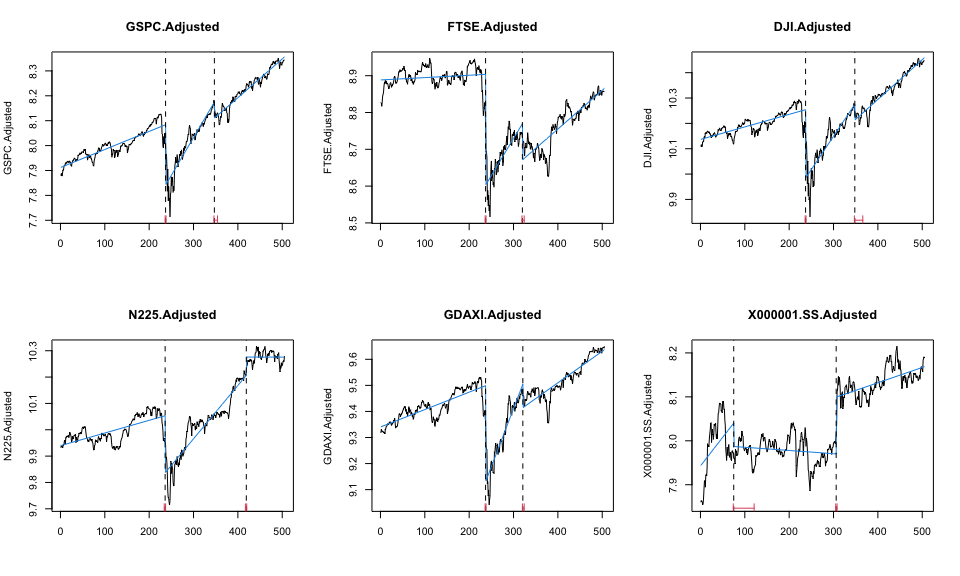 GSPC.Adjusted
FTSE.Adjusted
DJI.Adjusted
GSPC.Adjusted
7.7 7.8 7.9 8.0 8.1 8.2 8.3
0 100 200 300 400 500
FTSE.Adjusted
8.5 8.6 8.7 8.8 8.9
0 100 200 300 400 500
DJI.Adjusted
9.9 10.1 10.3
0 100 200 300 400 500
N225.Adjusted
GDAXI.Adjusted
X000001.SS.Adjusted
N225.Adjusted
9.7 9.8 9.9 10.1 10.3
0 100 200 300 400 500
GDAXI.Adjusted
9.1 9.2 9.3 9.4 9.5 9.6
0 100 200 300 400 500
X000001.SS.Adjusted
7.9 8.0 8.1 8.2
0 100 200 300 400 500